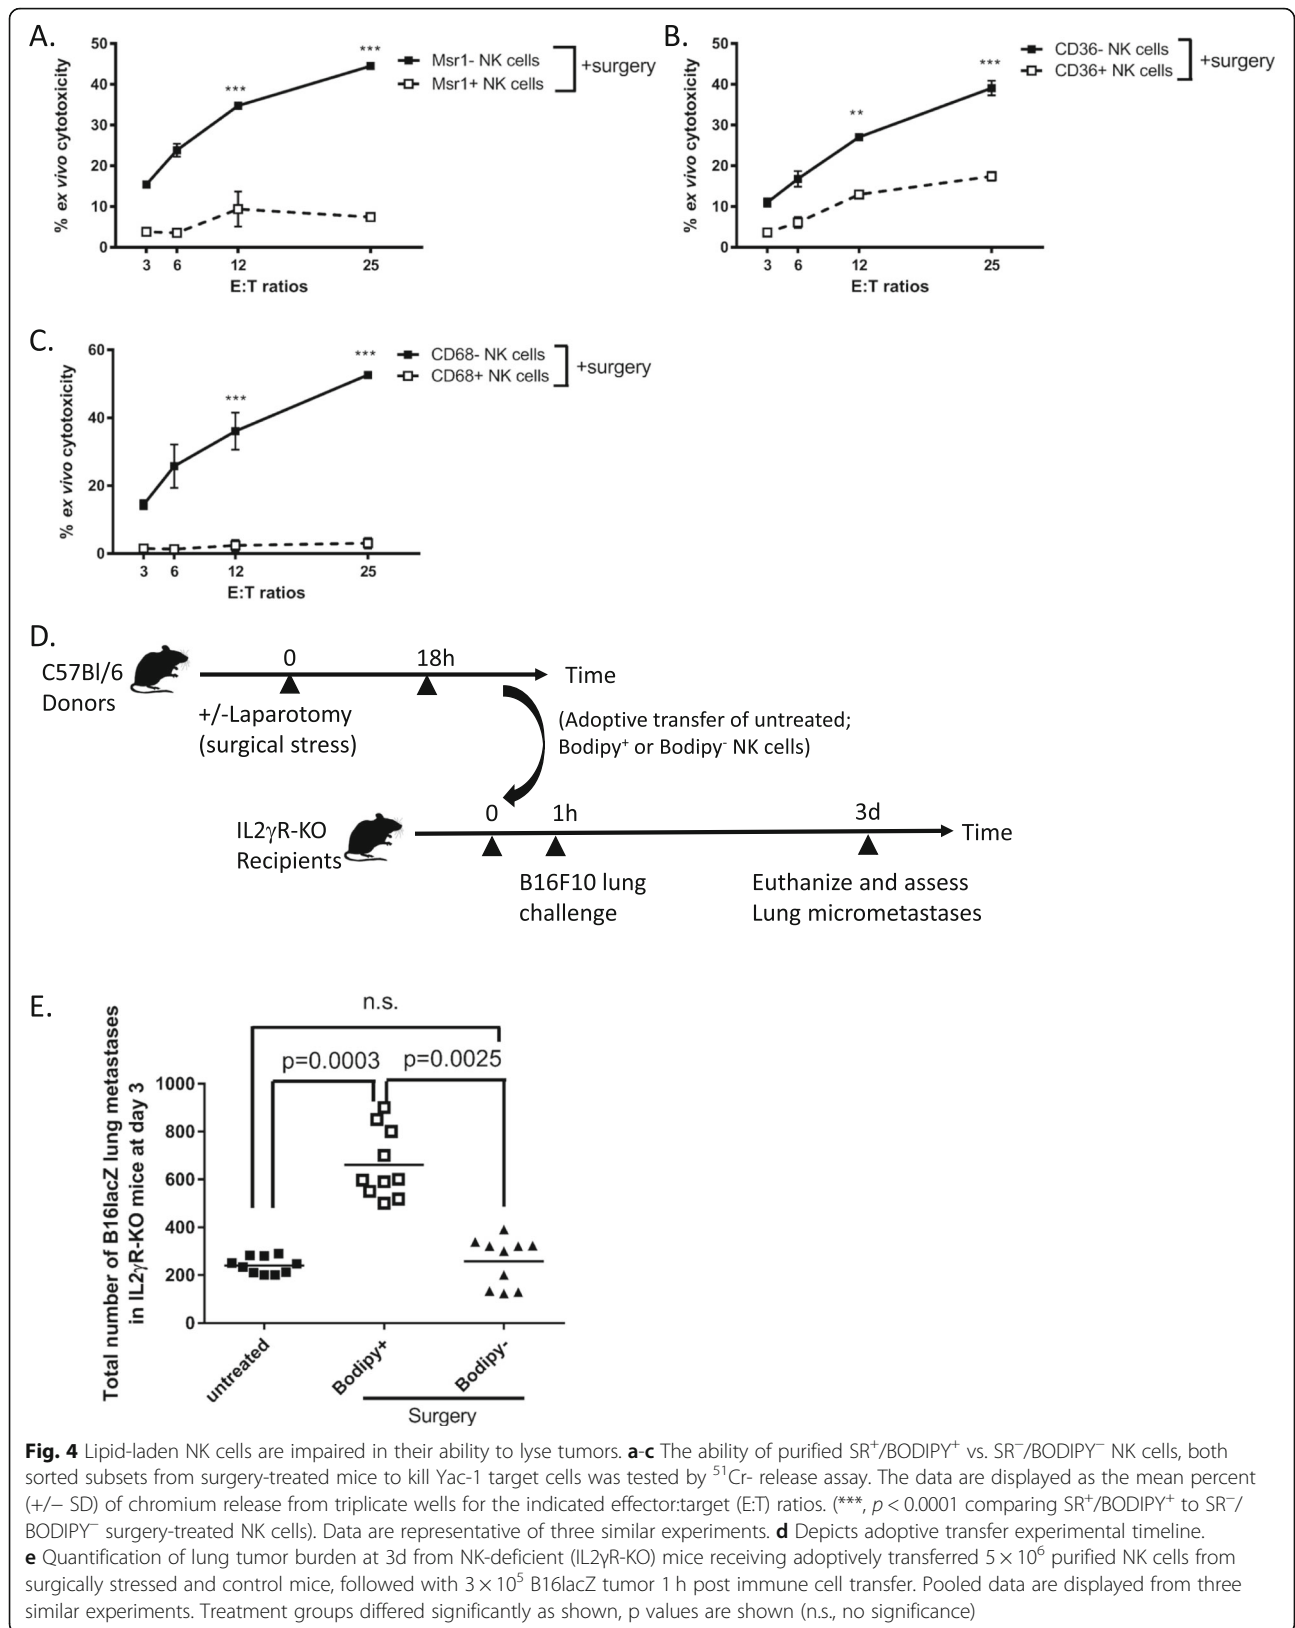 A.
50
40
30
20
10
0
% ex vivo cytotoxicity
3 6 12 25
E:T ratios
***
***
Msr1- NK cells
Msr1+ NK cells
+surgery
B.
50
40
30
20
10
0
% ex vivo cytotoxicity
3 6 12 25
E:T ratios
**
***
CD36- NK cells
CD36+ NK cells
+surgery
C.
60
40
20
0
% ex vivo cytotoxicity
3 6 12 25
E:T ratios
***
***
CD68- NK cells
CD68+ NK cells
+surgery
D.
C57Bl/6
Donors
0
18h
Time
+/-Laparotomy
(surgical stress)
(Adoptive transfer of untreated;
Bodipy⁺ or Bodipy⁻ NK cells)
IL2γR-KO
Recipients
0
1h
3d
Time
B16F10 lung
challenge
Euthanize and assess
Lung micrometastases
E.
n.s.
p=0.0003
p=0.0025
Total number of B16lacZ lung metastases
in IL2γR-KO mice at day 3
1000
800
600
400
200
0
untreated
Bodipy+
Bodipy-
Surgery
Fig. 4 Lipid-laden NK cells are impaired in their ability to lyse tumors. a-c The ability of purified SR⁺/BODIPY⁺ vs. SR⁻/BODIPY⁻ NK cells, both
sorted subsets from surgery-treated mice to kill Yac-1 target cells was tested by ⁵¹Cr- release assay. The data are displayed as the mean percent
(+/− SD) of chromium release from triplicate wells for the indicated effector:target (E:T) ratios. (***, p < 0.0001 comparing SR⁺/BODIPY⁺ to SR⁻/
BODIPY⁻ surgery-treated NK cells). Data are representative of three similar experiments. d Depicts adoptive transfer experimental timeline.
e Quantification of lung tumor burden at 3d from NK-deficient (IL2γR-KO) mice receiving adoptively transferred 5 × 10⁶ purified NK cells from
surgically stressed and control mice, followed with 3 × 10⁵ B16lacZ tumor 1 h post immune cell transfer. Pooled data are displayed from three
similar experiments. Treatment groups differed significantly as shown, p values are shown (n.s., no significance)